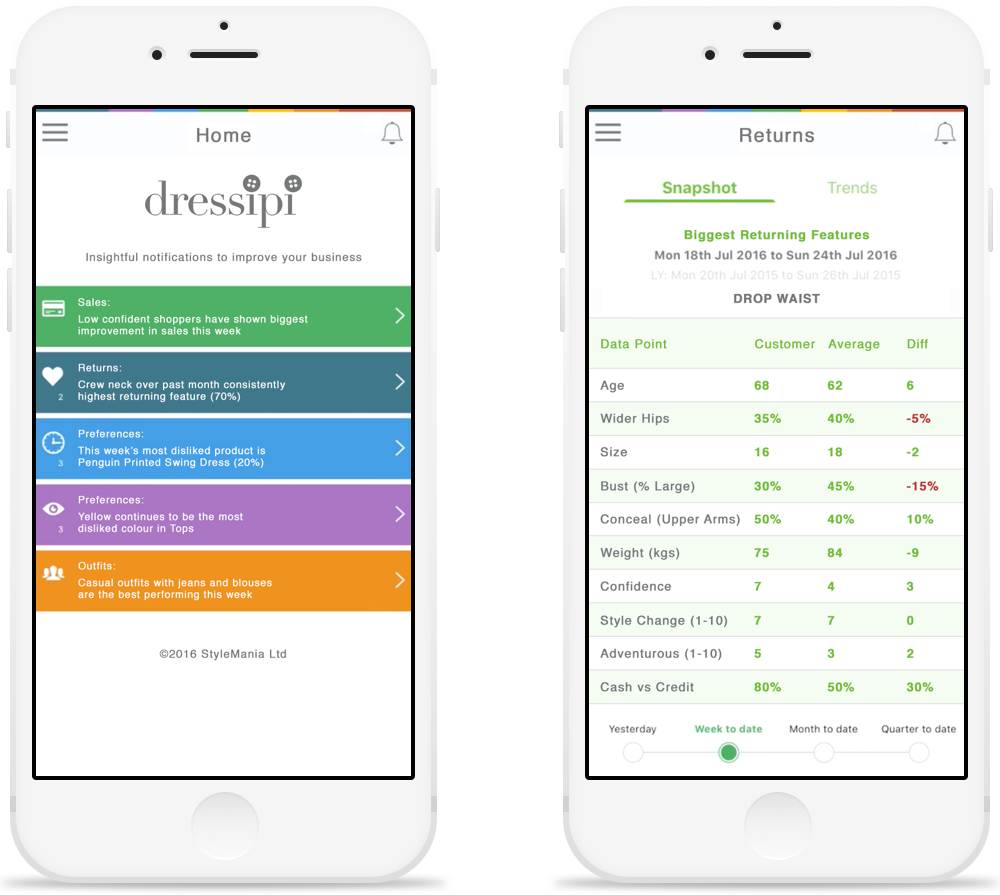 Home
dressipi
Insightful notifications to improve your business
Sales:
Low confident shoppers have shown biggest
improvement in sales this week
Returns:
Crew neck over past month consistently
highest returning feature (70%)
2
Preferences:
This week's most disliked product is
Penguin Printed Swing Dress (20%)
3
Preferences:
Yellow continues to be the most
disliked colour in Tops
3
Outfits:
Casual outfits with jeans and blouses
are the best performing this week
©2016 StyleMania Ltd
Returns
Snapshot Trends
Biggest Returning Features
Mon 18th Jul 2016 to Sun 24th Jul 2016
LY: Mon 20th Jul 2015 to Sun 26th Jul 2015
DROP WAIST
Data Point Customer Average Diff
Age 68 62 6
Wider Hips 35% 40% -5%
Size 16 18 -2
Bust (% Large) 30% 45% -15%
Conceal (Upper Arms) 50% 40% 10%
Weight (kgs) 75 84 -9
Confidence 7 4 3
Style Change (1-10) 7 7 0
Adventurous (1-10) 5 3 2
Cash vs Credit 80% 50% 30%
Yesterday Week to date Month to date Quarter to date